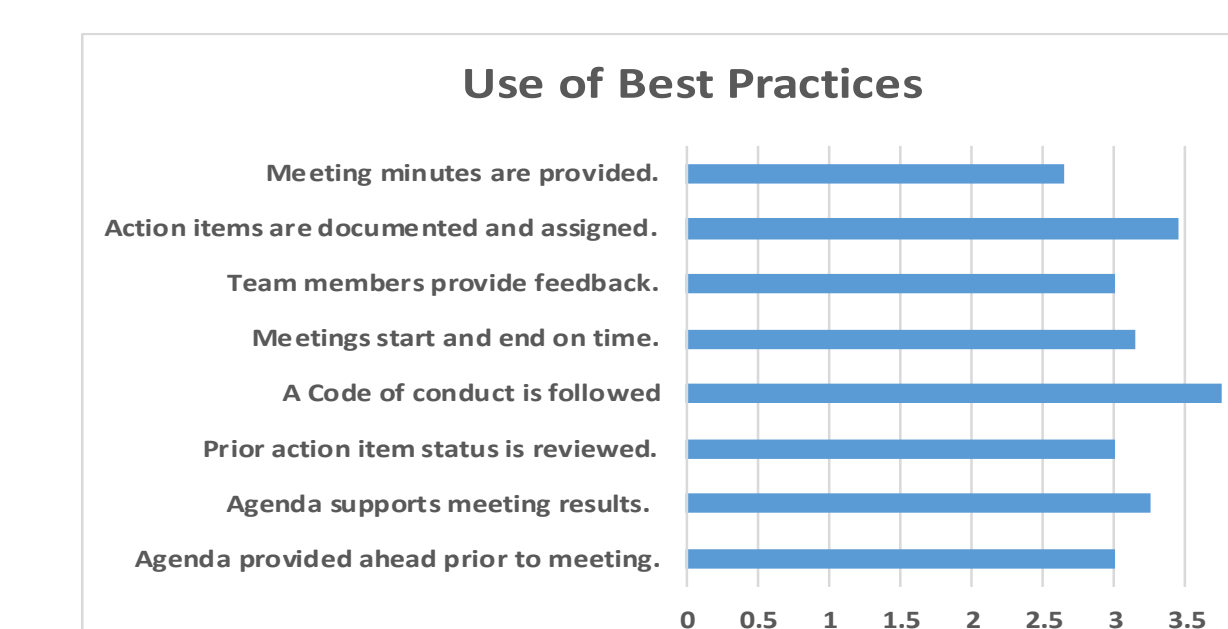 Use of Best Practices
Meeting minutes are provided.
Action items are documented and assigned.
Team members provide feedback.
Meetings start and end on time.
A Code of conduct is followed
Prior action item status is reviewed.
Agenda supports meeting results.
Agenda provided ahead prior to meeting.
0 0.5 1 1.5 2 2.5 3 3.5